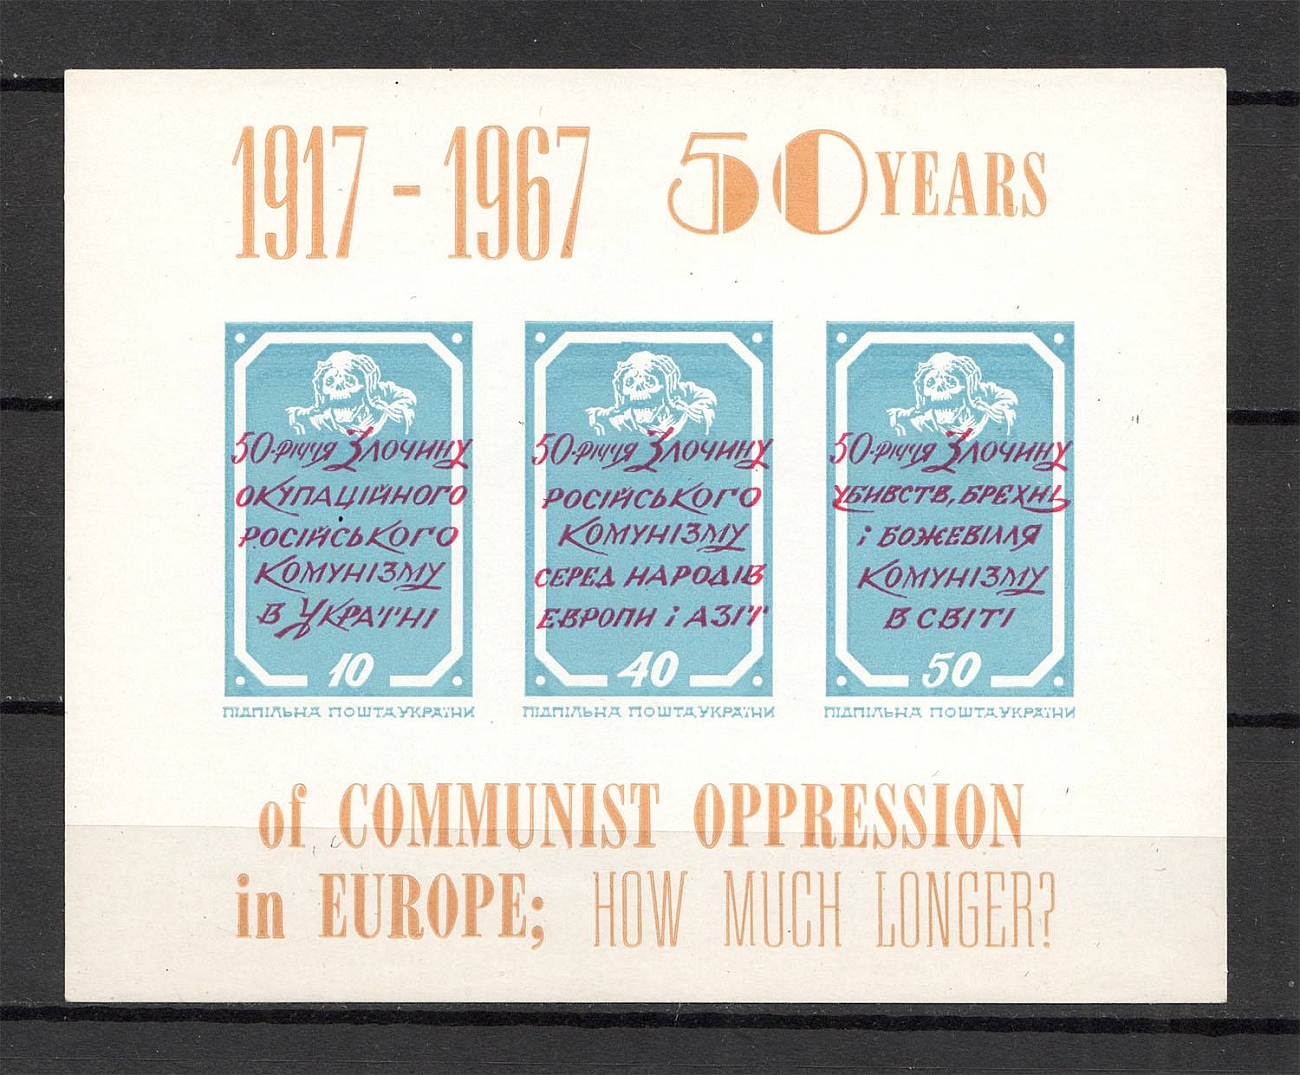 1917 - 1967 50 YEARS
50-річчя Злочину
окупаційного
російського
Комунізму
в Україні
10
ПІДПІЛЬНА ПОШТА УКРАЇНИ
50-річчя Злочину
російського
Комунізму
серед народів
Европи і Азії
40
ПІДПІЛЬНА ПОШТА УКРАЇНИ
50-річчя Злочину
убивств, брехнь
і божевілля
Комунізму
в світі
50
ПІДПІЛЬНА ПОШТА УКРАЇНИ
of COMMUNIST OPPRESSION
in EUROPE; HOW MUCH LONGER?